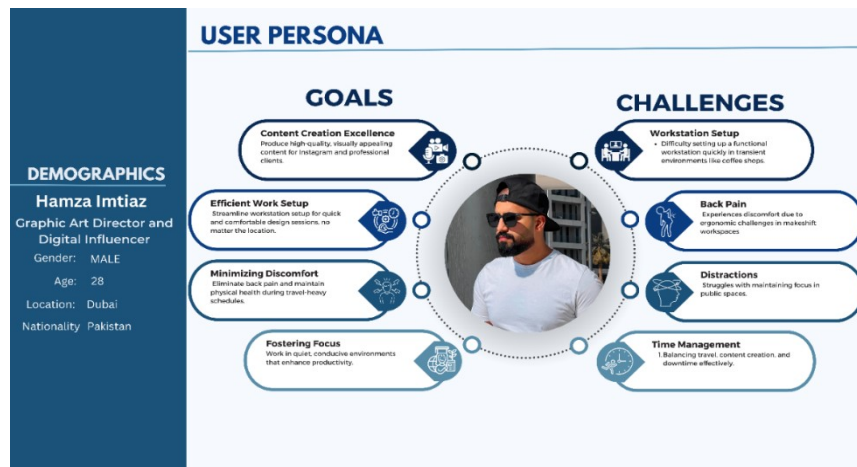 USER PERSONA
DEMOGRAPHICS
Hamza Imtiaz
Graphic Art Director and
Digital Influencer
Gender: MALE
Age: 28
Location: Dubai
Nationality Pakistan
GOALS
Content Creation Excellence
Produce high-quality, visually appealing
content for Instagram and professional
clients.
Efficient Work Setup
Streamline workstation setup for quick
and comfortable design sessions, no
matter the location.
Minimizing Discomfort
Eliminate back pain and maintain
physical health during travel-heavy
schedules.
Fostering Focus
Work in quiet, conducive environments
that enhance productivity.
CHALLENGES
Workstation Setup
• Difficulty setting up a functional
workstation quickly in transient
environments like coffee shops.
Back Pain
Experiences discomfort due to
ergonomic challenges in makeshift
workspaces
Distractions
Struggles with maintaining focus in
public spaces.
Time Management
1.Balancing travel, content creation, and
downtime effectively.